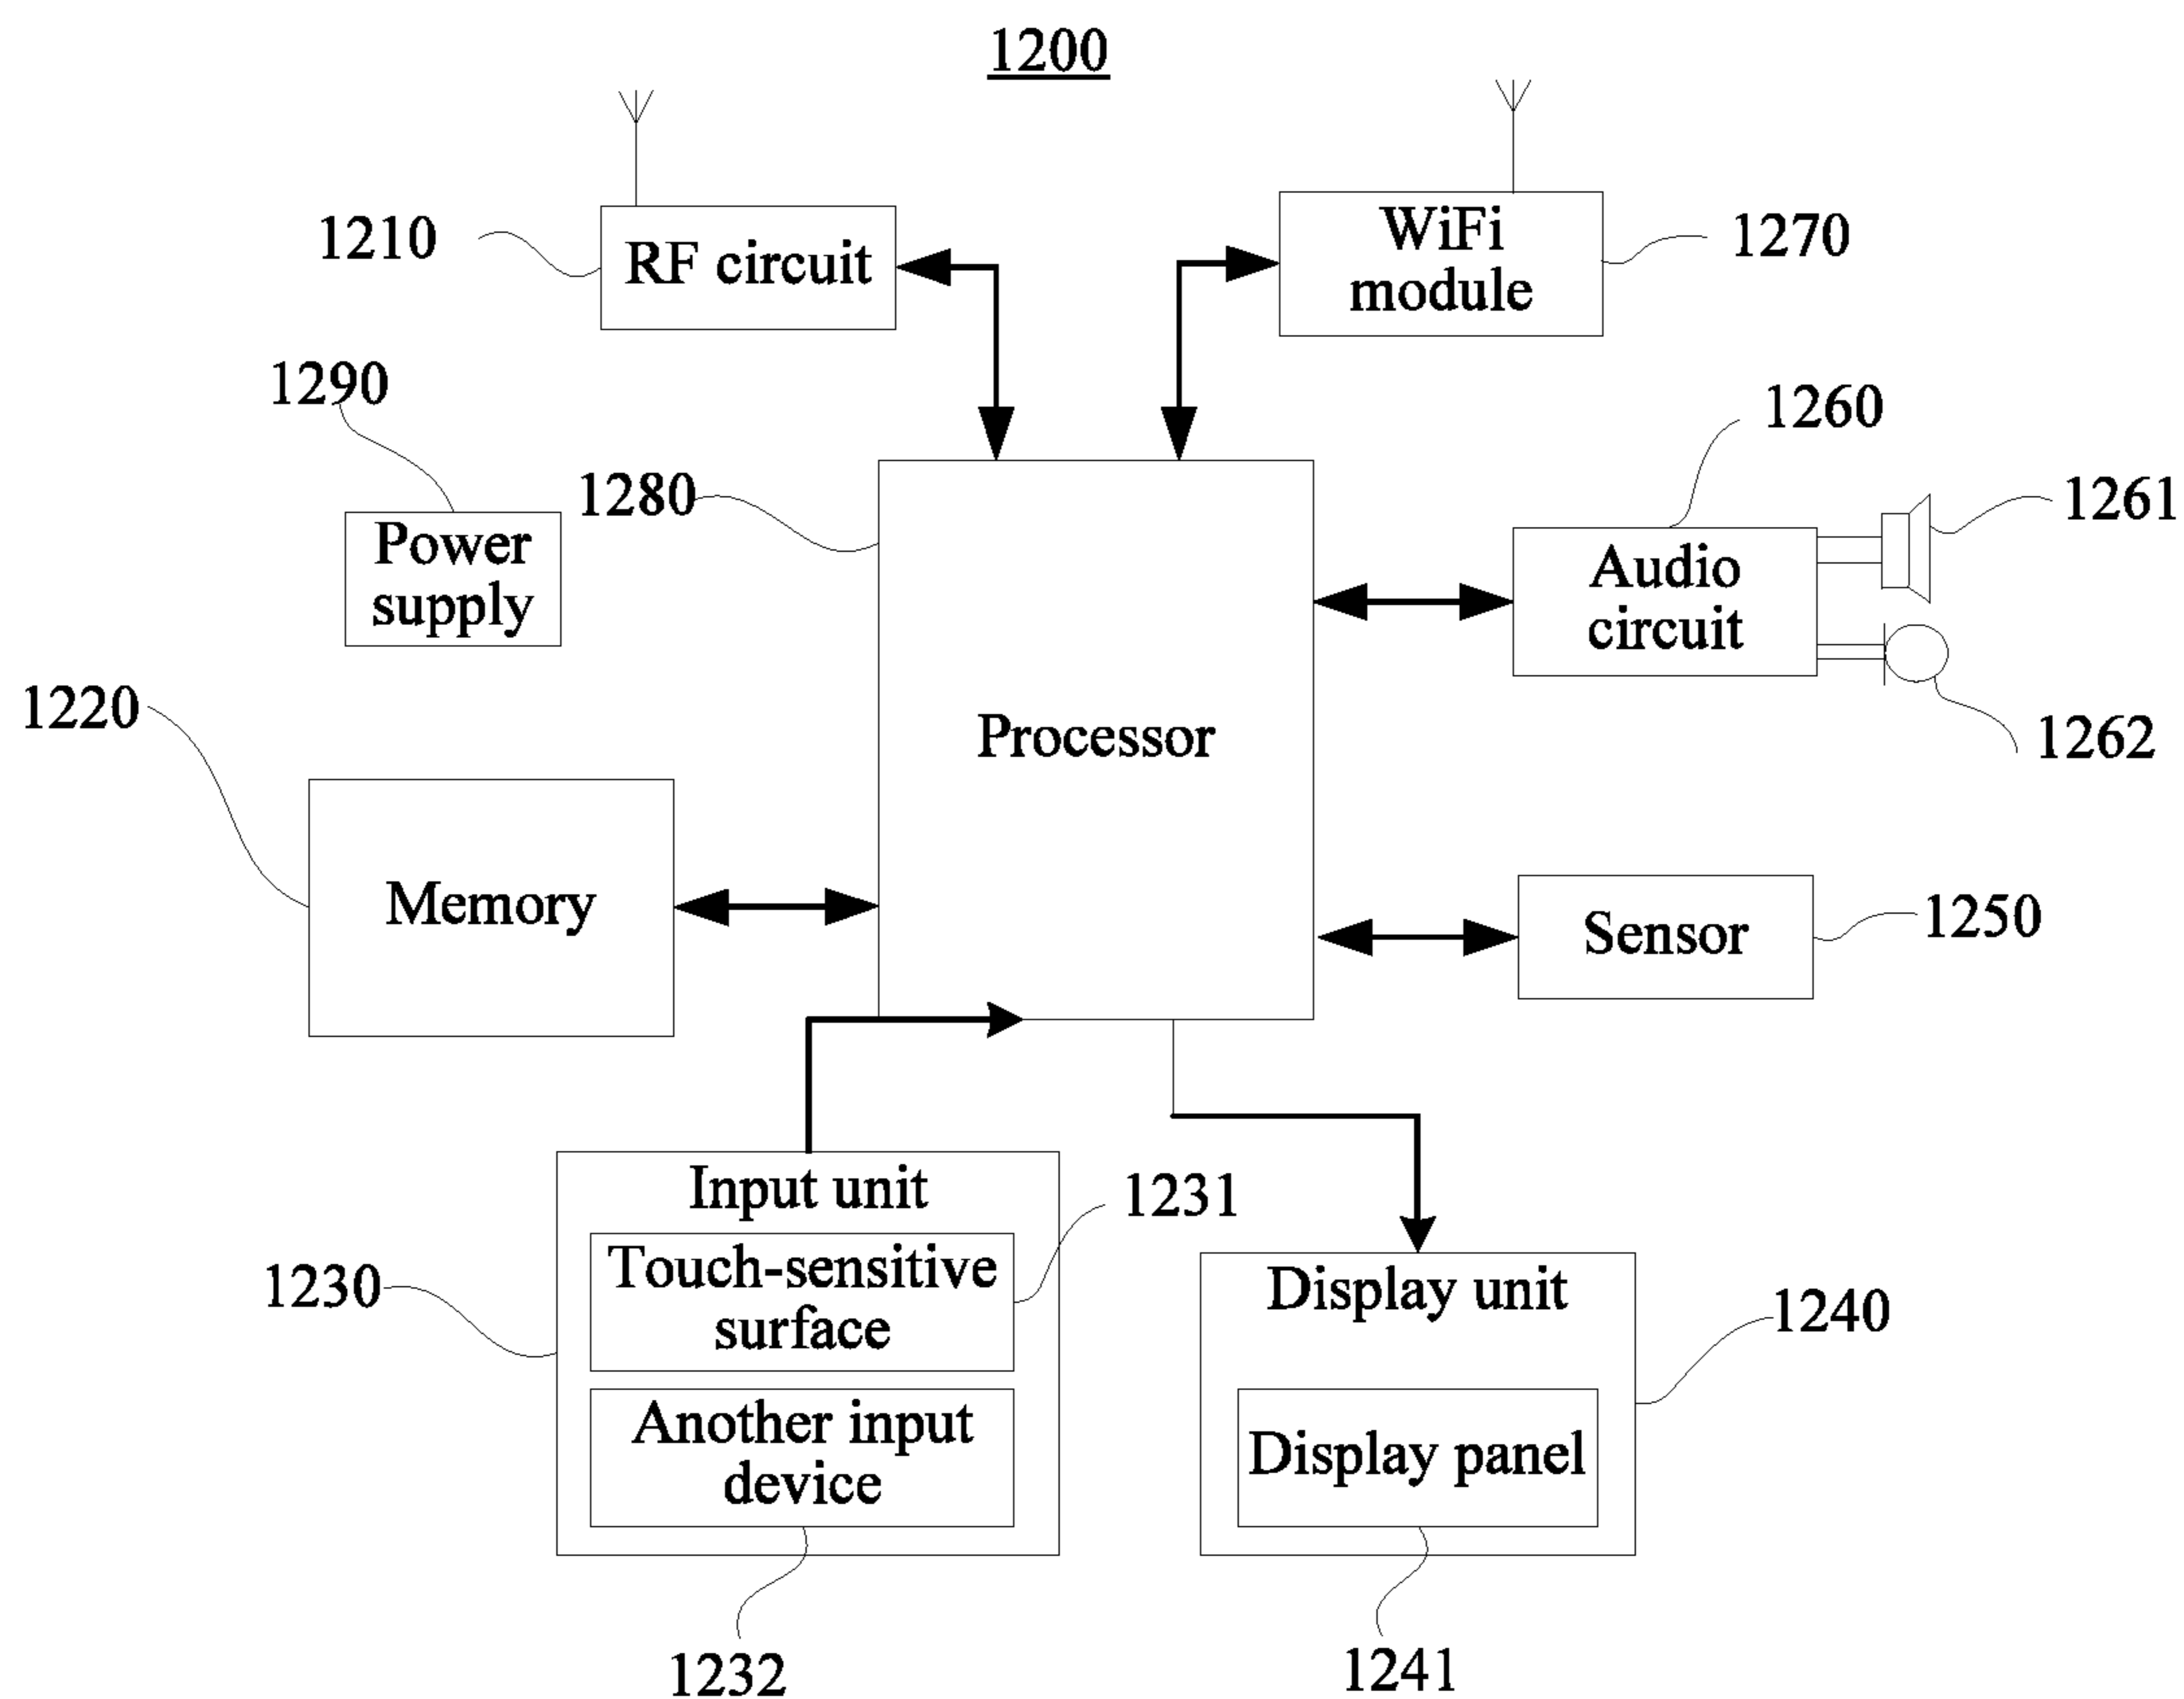 1200
1210
RF circuit
WiFi
module
1270
1290
1280
1260
1261
Power
supply
Audio
circuit
1220
Processor
1262
Memory
Sensor
1250
Input unit
1231
Touch-sensitive
surface
1230
Display unit
1240
Another input
device
Display panel
1232
1241